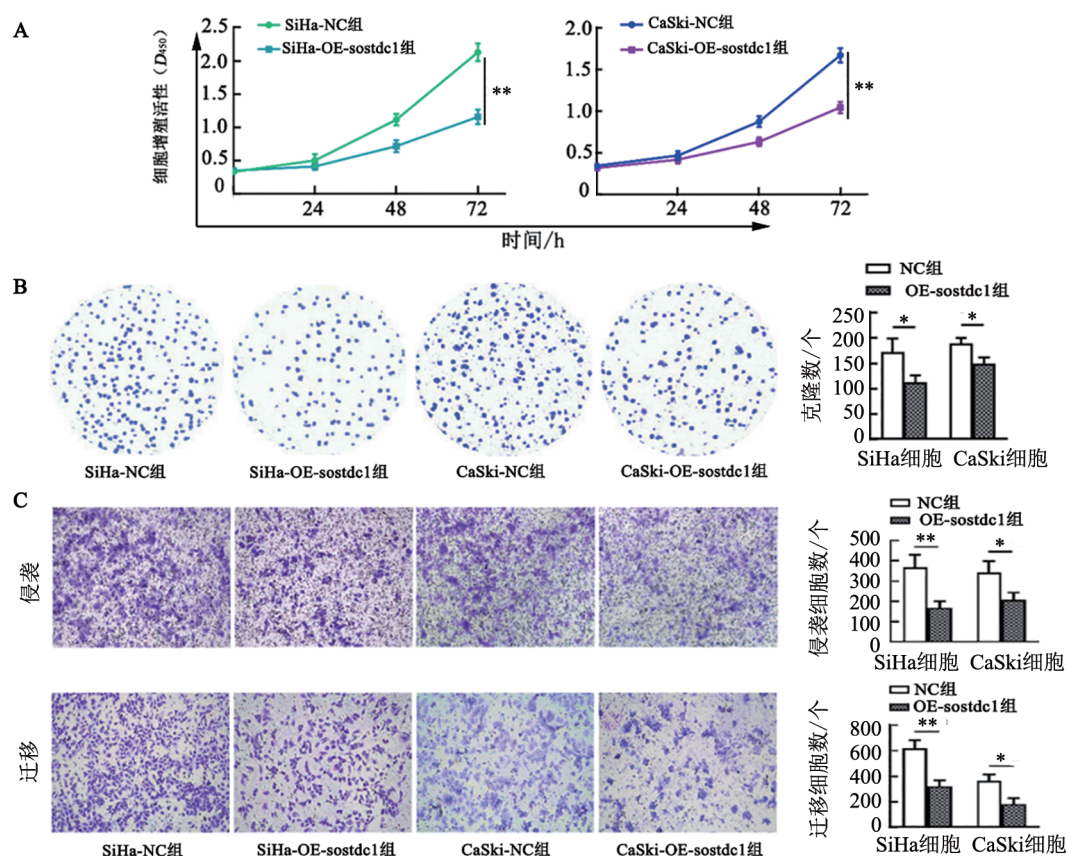 A
细胞增殖活性（D450）
2.5
2.0
1.5
1.0
0.5
0
SiHa-NC组
SiHa-OE-sostdc1组
**
24 48 72
2.0
1.5
1.0
0.5
0
CaSki-NC组
CaSki-OE-sostdc1组
**
24 48 72
时间/h
B
SiHa-NC组
SiHa-OE-sostdc1组
CaSki-NC组
CaSki-OE-sostdc1组
NC组
OE-sostdc1组
克隆数/个
250
200
150
100
50
0
* *
SiHa细胞 CaSki细胞
C
侵袭
NC组
OE-sostdc1组
侵袭细胞数/个
500
400
300
200
100
0
** *
SiHa细胞 CaSki细胞
迁移
NC组
OE-sostdc1组
迁移细胞数/个
800
600
400
200
0
** *
SiHa细胞 CaSki细胞
SiHa-NC组
SiHa-OE-sostdc1组
CaSki-NC组
CaSki-OE-sostdc1组